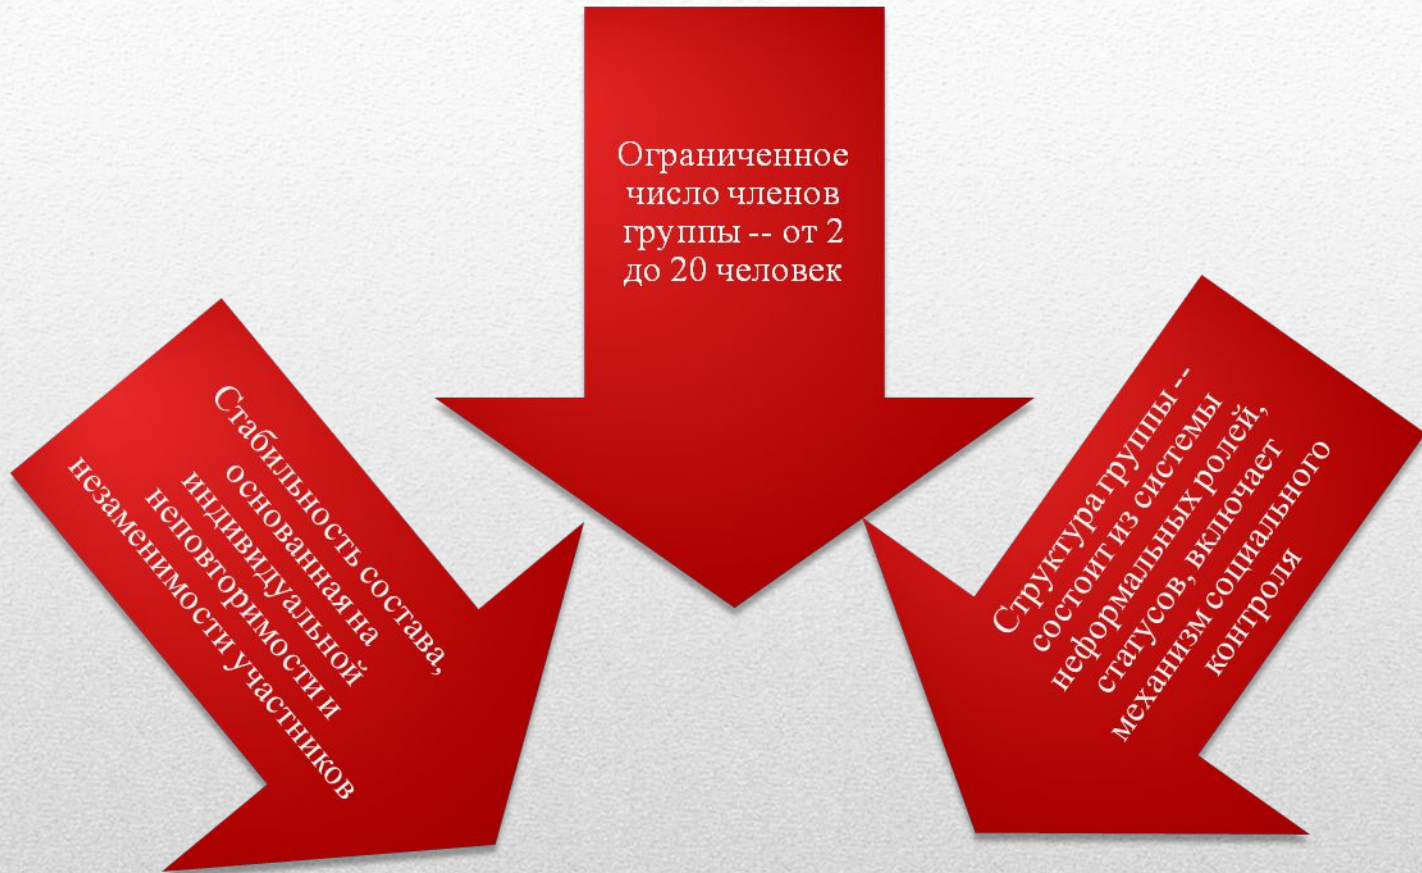 Ограниченное
число членов
группы -- от 2
до 20 человек
Стабильность состава,
основанная на
индивидуальной
неповторимости и
незаменимости участников
Структура группы --
состоит из системы
неформальных ролей,
статусов, включает
механизм социального
контроля